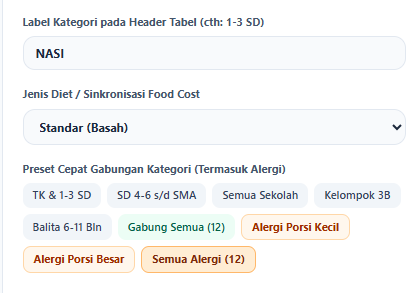 Label Kategori pada Header Tabel (cth: 1-3 SD)
NASI
Jenis Diet / Sinkronisasi Food Cost
Standar (Basah)
Preset Cepat Gabungan Kategori (Termasuk Alergi)
TK & 1-3 SD SD 4-6 s/d SMA Semua Sekolah Kelompok 3B
Balita 6-11 Bln Gabung Semua (12) Alergi Porsi Kecil
Alergi Porsi Besar Semua Alergi (12)